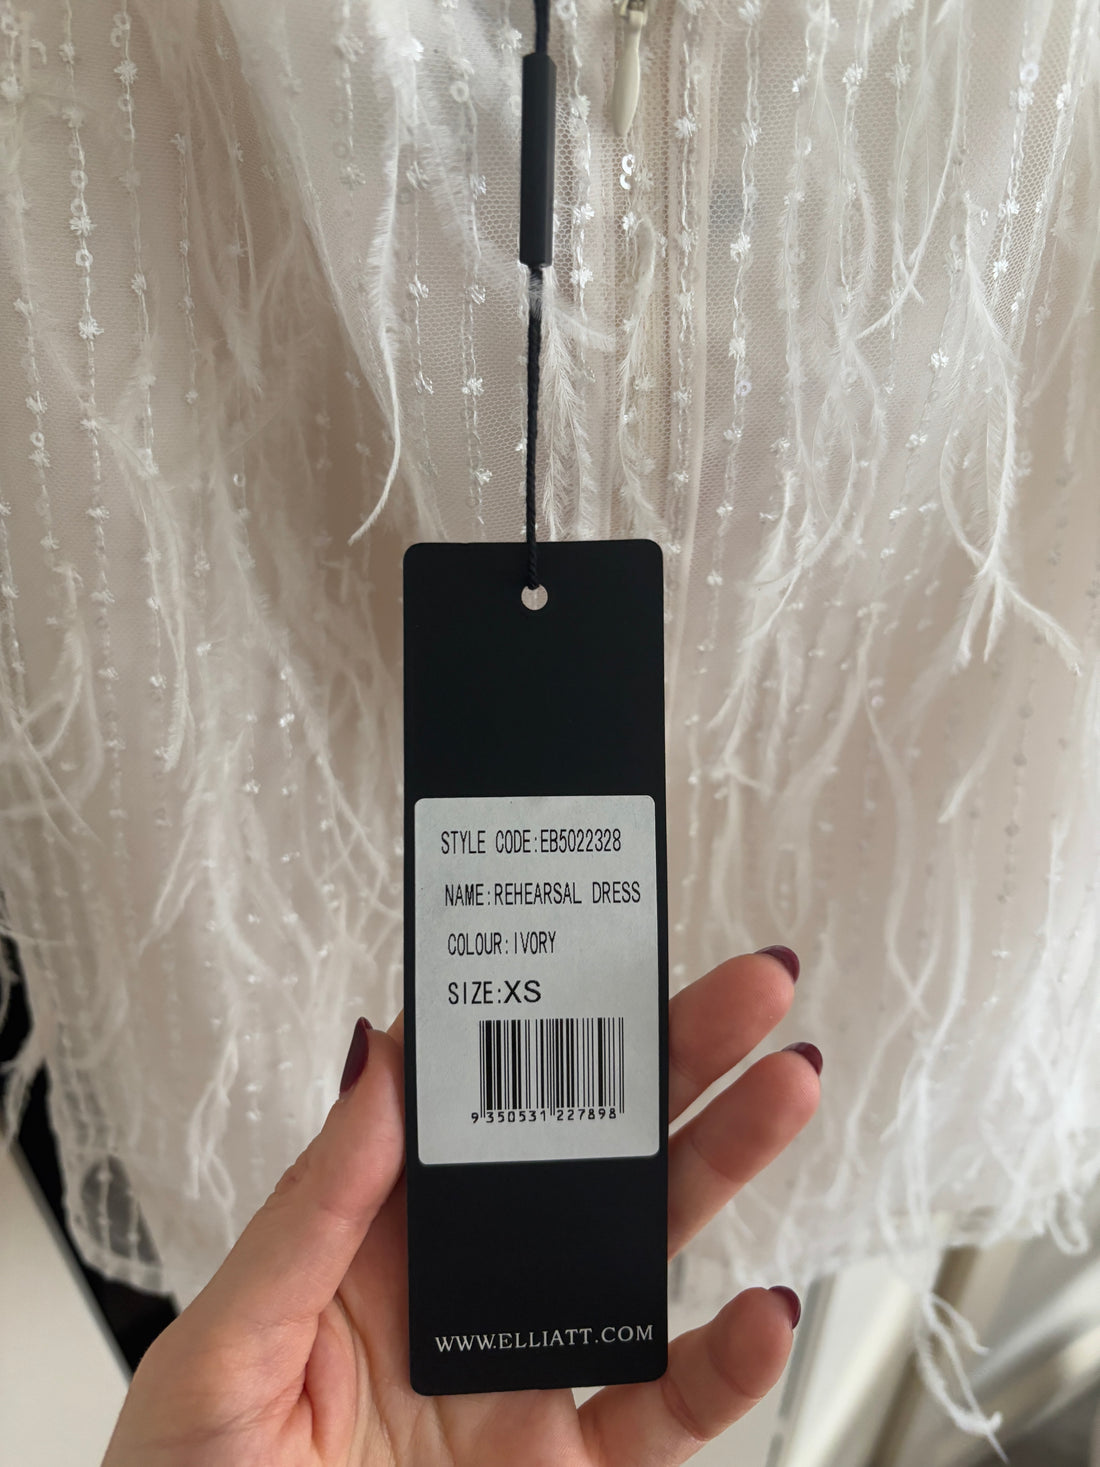 STYLE CODE:EB5022328
NAME:REHEARSAL DRESS
COLOUR:IVORY
SIZE:XS
9 350531 227898
WWW.ELLIATT.COM